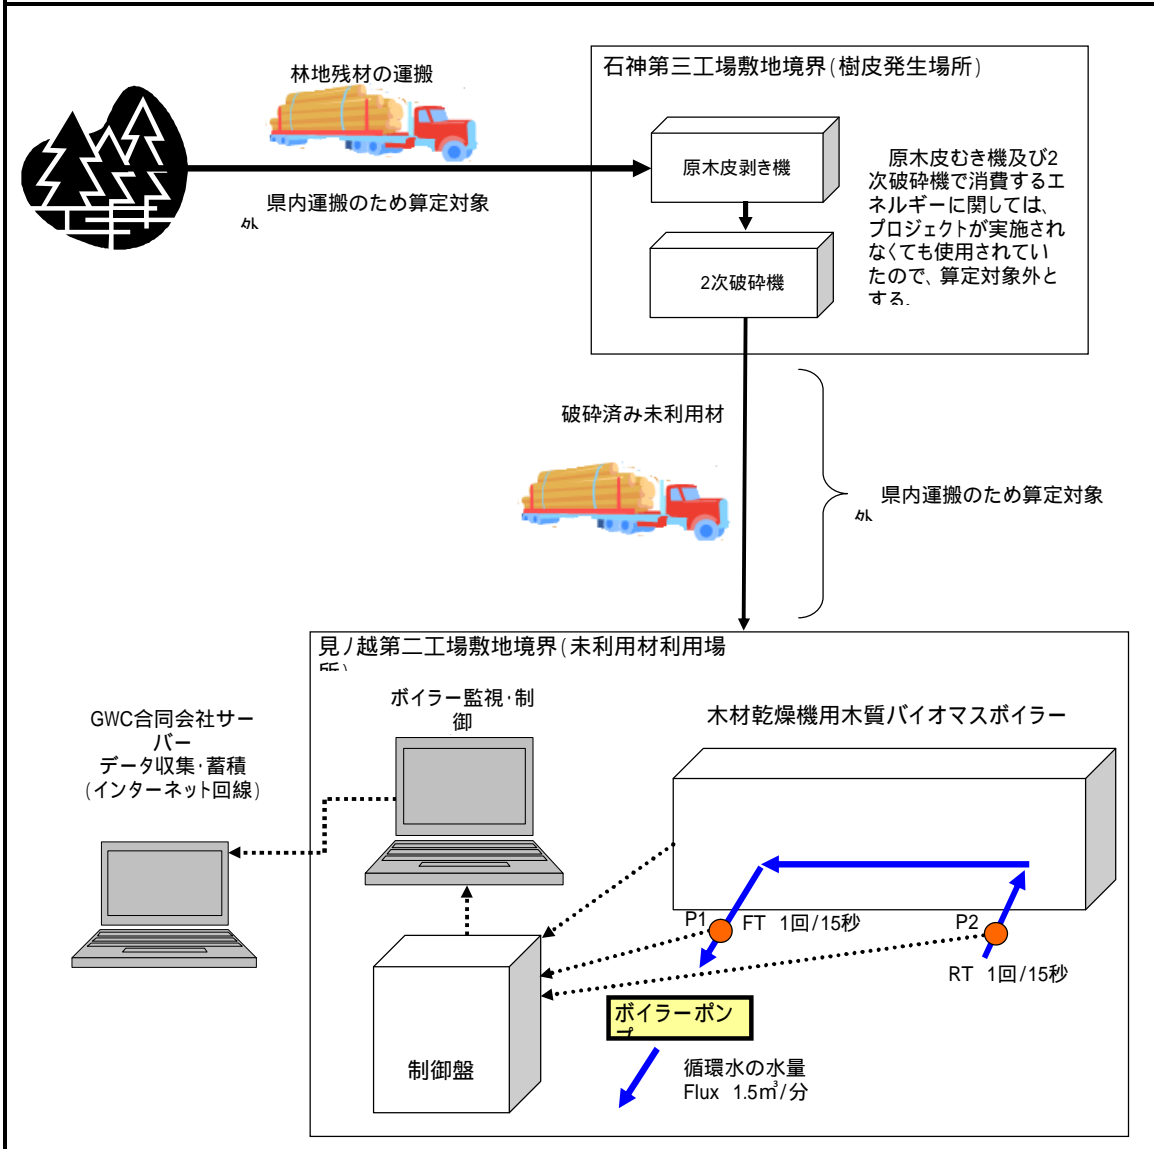 林地残材の運搬
県内運搬のため算定対象
外
石神第三工場敷地境界(樹皮発生場所)
原木皮剥き機
2次破砕機
原木皮むき機及び2
次破砕機で消費するエ
ネルギーに関しては、
プロジェクトが実施され
なくても使用されてい
たので、算定対象外と
する。
破砕済み未利用材
県内運搬のため算定対象
外
見ノ越第二工場敷地境界(未利用材利用場
所)
GWC合同会社サー
バー
データ収集・蓄積
(インターネット回線)
ボイラー監視・制
御
木材乾燥機用木質バイオマスボイラー
P1
FT 1回/15秒
P2
RT 1回/15秒
制御盤
ボイラーポン
プ
循環水の水量
Flux 1.5㎥/分